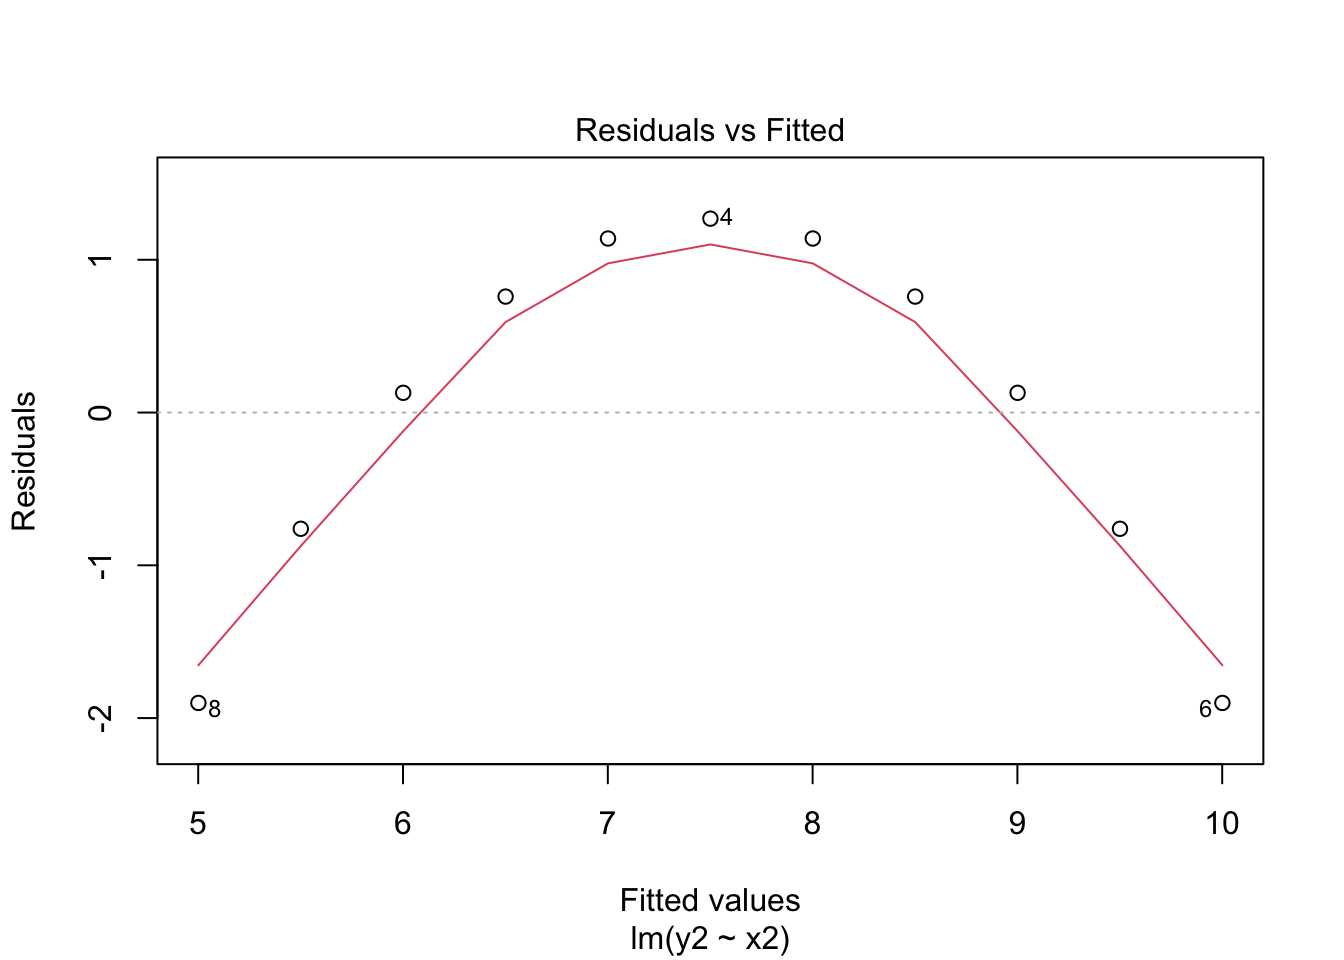 Residuals vs Fitted
Residuals
1
0
-1
-2
4
8
6
5 6 7 8 9 10
Fitted values
lm(y2 ~ x2)